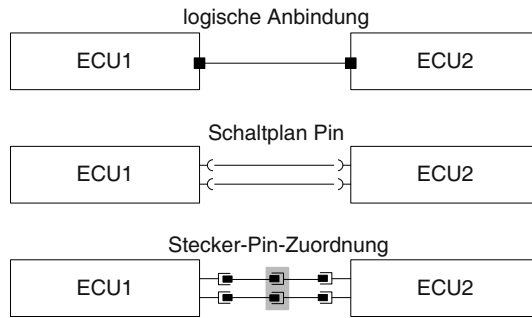 logische Anbindung
ECU1 ECU2
Schaltplan Pin
ECU1 ECU2
Stecker-Pin-Zuordnung
ECU1 ECU2